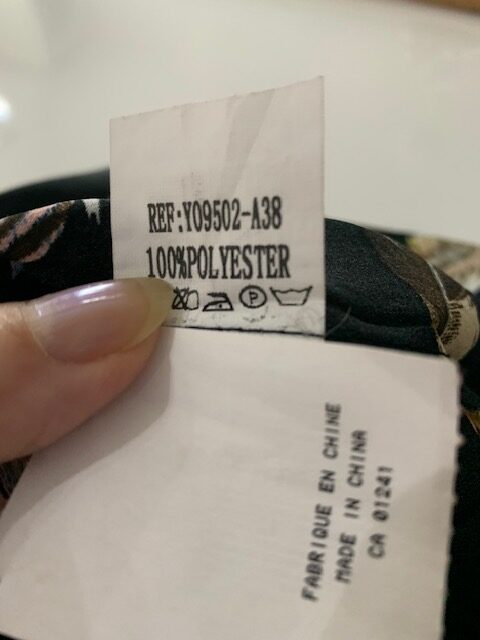 REF:Y09502-A38
100%POLYESTER
P
FABRIQUE EN CHINE
MADE IN CHINA
CA 01241